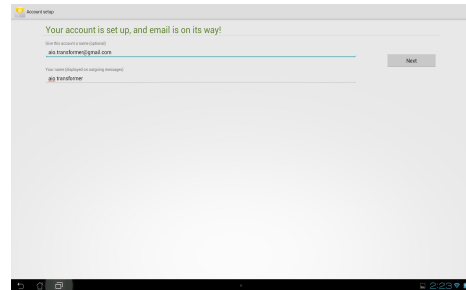 Account setup
Your account is set up, and email is on its way!
Give this account a name (optional)
aio.transformer@gmail.com
Next
Your name (displayed on outgoing messages)
aio transformer
2:23